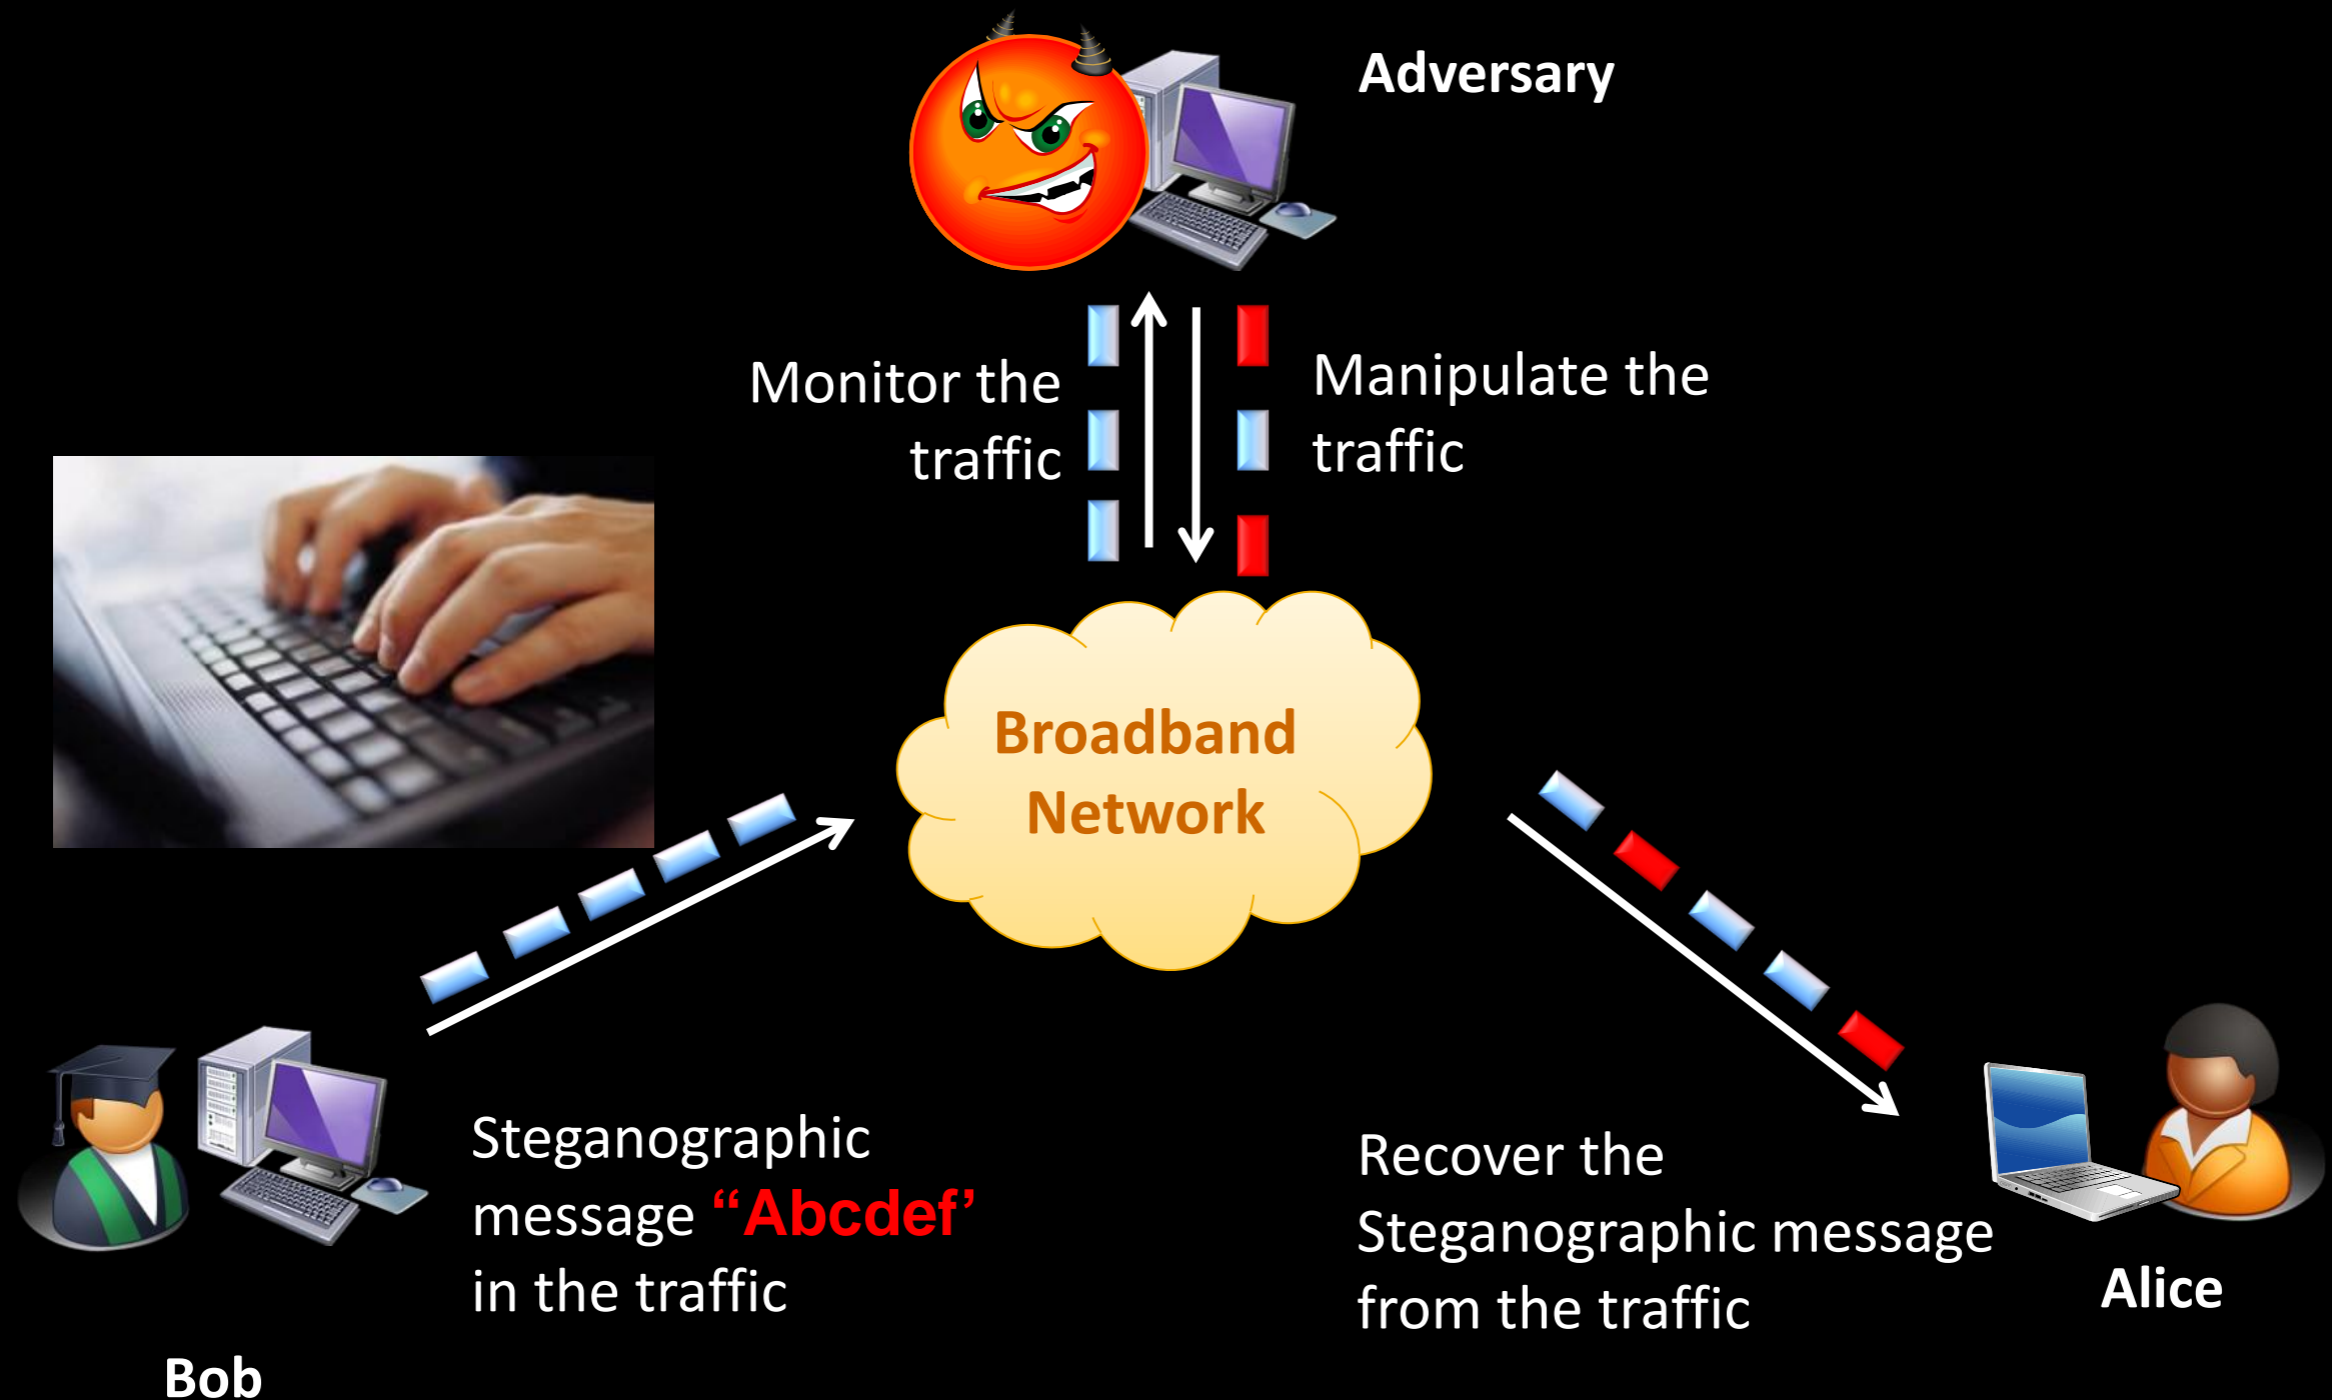 Adversary
Monitor the
traffic
Manipulate the
traffic
Broadband
Network
Steganographic
message “Abcdef’
in the traffic
Bob
Recover the
Steganographic message
from the traffic
Alice